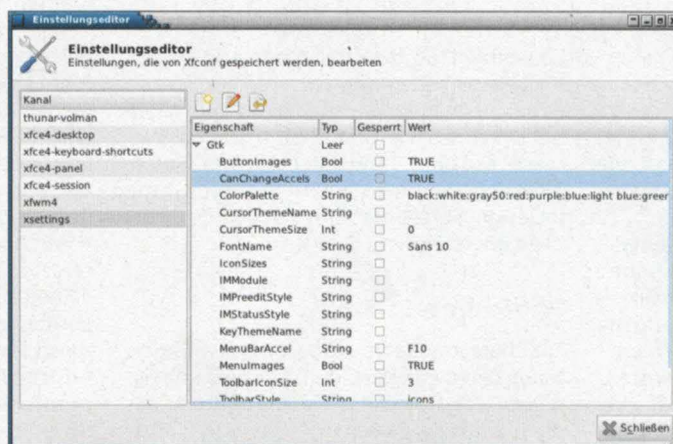 Einstellungseditor
Einstellungseditor
Einstellungen, die von Xfconf gespeichert werden, bearbeiten
Kanal
thunar-volman
xfce4-desktop
xfce4-keyboard-shortcuts
xfce4-panel
xfce4-session
xfwm4
xsettings
Eigenschaft Typ Gesperrt Wert
Gtk Leer
ButtonImages Bool TRUE
CanChangeAccels Bool TRUE
ColorPalette String black:white:gray50:red:purple:blue:light blue:green
CursorThemeName String
CursorThemeSize Int 0
FontName String Sans 10
IconSizes String
IMModule String
IMPreeditStyle String
IMStatusStyle String
KeyThemeName String
MenuBarAccel String F10
MenuImages Bool TRUE
ToolbarIconSize Int 3
ToolbarStyle String icons
Schließen